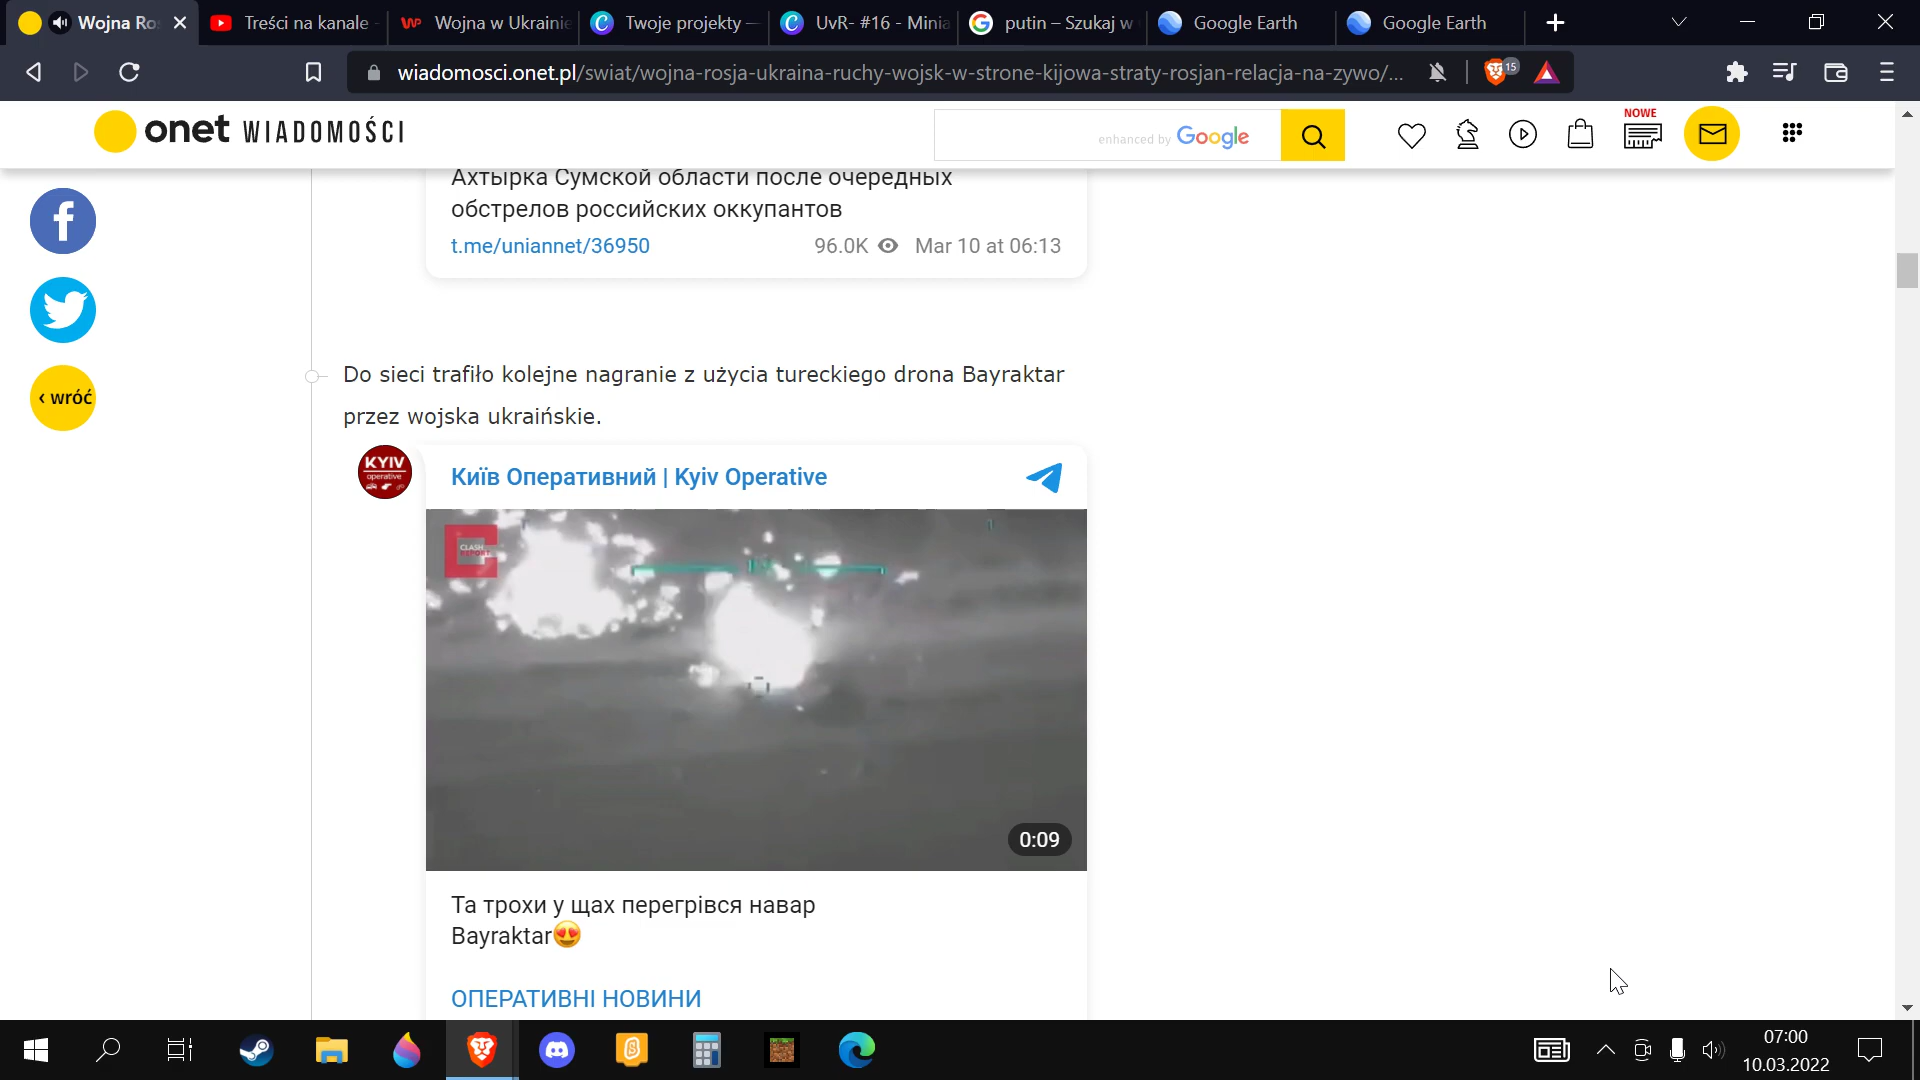 Wojna Ro
Treści na kanale -
Wojna w Ukrainie
Twoje projekty —
UvR- #16 - Minia
putin – Szukaj w
Google Earth
Google Earth
wiadomosci.onet.pl/swiat/wojna-rosja-ukraina-ruchy-wojsk-w-strone-kijowa-straty-rosjan-relacja-na-zywo/...
15
onet WIADOMOŚCI
enhanced by Google
NOWE
Ахтырка Сумской области после очередных
обстрелов российских оккупантов
t.me/uniannet/36950 96.0K Mar 10 at 06:13
‹ wróć
Do sieci trafiło kolejne nagranie z użycia tureckiego drona Bayraktar
przez wojska ukraińskie.
KYIV
operative
Київ Оперативний | Kyiv Operative
CLASH
REPORT
0:09
Та трохи у щах перегрівся навар
Bayraktar😍
ОПЕРАТИВНІ НОВИНИ
07:00
10.03.2022